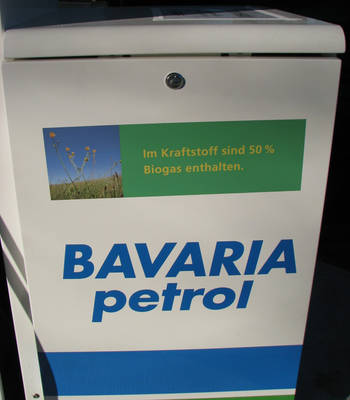 Im Kraftstoff sind 50 %
Biogas enthalten.
BAVARIA
petrol